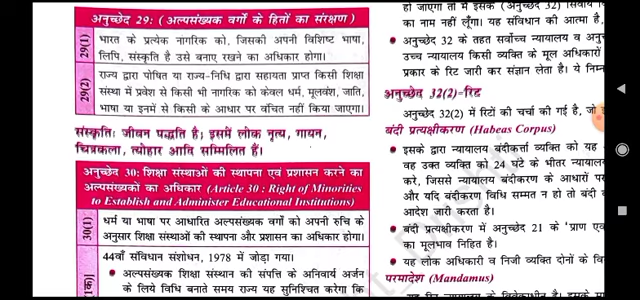 अनुच्छेद 29: (अल्पसंख्यक वर्गों के हितों का संरक्षण)
29(1)
भारत के प्रत्येक नागरिक को, जिसकी अपनी विशिष्ट भाषा,
लिपि, संस्कृति है उसे बनाए रखने का अधिकार होगा।
29(2)
राज्य द्वारा पोषित या राज्य-निधि द्वारा सहायता प्राप्त किसी शिक्षा
संस्था में प्रवेश से किसी भी नागरिक को केवल धर्म, मूलवंश, जाति,
भाषा या इनमें से किसी के आधार पर वंचित नहीं किया जाएगा।
संस्कृति: जीवन पद्धति है; इसमें लोक नृत्य, गायन,
चित्रकला, त्योहार आदि सम्मिलित हैं।
अनुच्छेद 30: शिक्षा संस्थाओं की स्थापना एवं प्रशासन करने का
अल्पसंख्यकों का अधिकार (Article 30 : Right of Minorities
to Establish and Administer Educational Institutions)
30(1)
धर्म या भाषा पर आधारित अल्पसंख्यक वर्गों को अपनी रुचि के
अनुसार शिक्षा संस्थाओं की स्थापना और प्रशासन का अधिकार होगा।
44वाँ संविधान संशोधन, 1978 में जोड़ा गया।
• अल्पसंख्यक शिक्षा संस्थान की संपत्ति के अनिवार्य अर्जन
के लिये विधि बनाते समय राज्य यह सुनिश्चित करेगा कि
हो जाएगा तो मैं इसके (अनुच्छेद 32) सिवाय
का नाम नहीं लूँगा। यह संविधान की आत्मा है,
• अनुच्छेद 32 के तहत सर्वोच्च न्यायालय व अनु
उच्च न्यायालय किसी व्यक्ति के मूल अधिकारों
प्रकार के रिट जारी कर संज्ञान लेता है। ये निम्न
अनुच्छेद 32(2)-रिट
अनुच्छेद 32(2) में रिटों की चर्चा की गई है, जो
बंदी प्रत्यक्षीकरण (Habeas Corpus)
• इसके द्वारा न्यायालय बंदीकर्त्ता व्यक्ति को यह
वह उक्त व्यक्ति को 24 घंटे के भीतर न्यायालय
करे, जिससे न्यायालय बंदीकरण के आधारों पर
और यदि बंदीकरण विधि सम्मत न हो तो बंदी
आदेश जारी करता है।
• बंदी प्रत्यक्षीकरण में अनुच्छेद 21 के 'प्राण एवं
का मूलभाव निहित है।
• यह लोक अधिकारी व निजी व्यक्ति दोनों के वि
परमादेश (Mandamus)